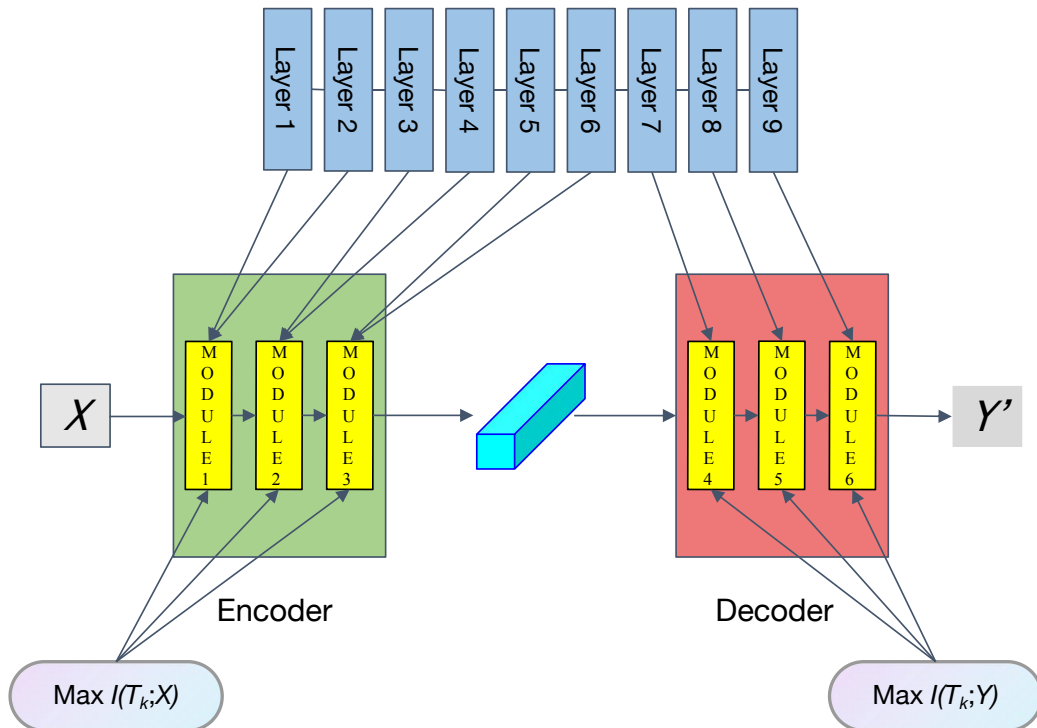 Layer 1
Layer 2
Layer 3
Layer 4
Layer 5
Layer 6
Layer 7
Layer 8
Layer 9
X
MODULE1
MODULE2
MODULE3
MODULE4
MODULE5
MODULE6
Y’
Encoder
Decoder
Max I(Tₖ;X)
Max I(Tₖ;Y)